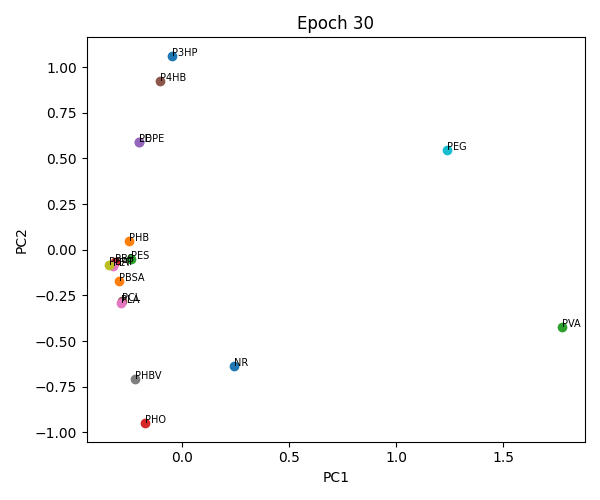 Epoch 30
P3HP
P4HB
PEG
PHB
PES
PBSA
PCL
PLA
PVA
NR
PHBV
PHO
PC2
1.00
0.75
0.50
0.25
0.00
−0.25
−0.50
−0.75
−1.00
0.0
0.5
1.0
1.5
PC1